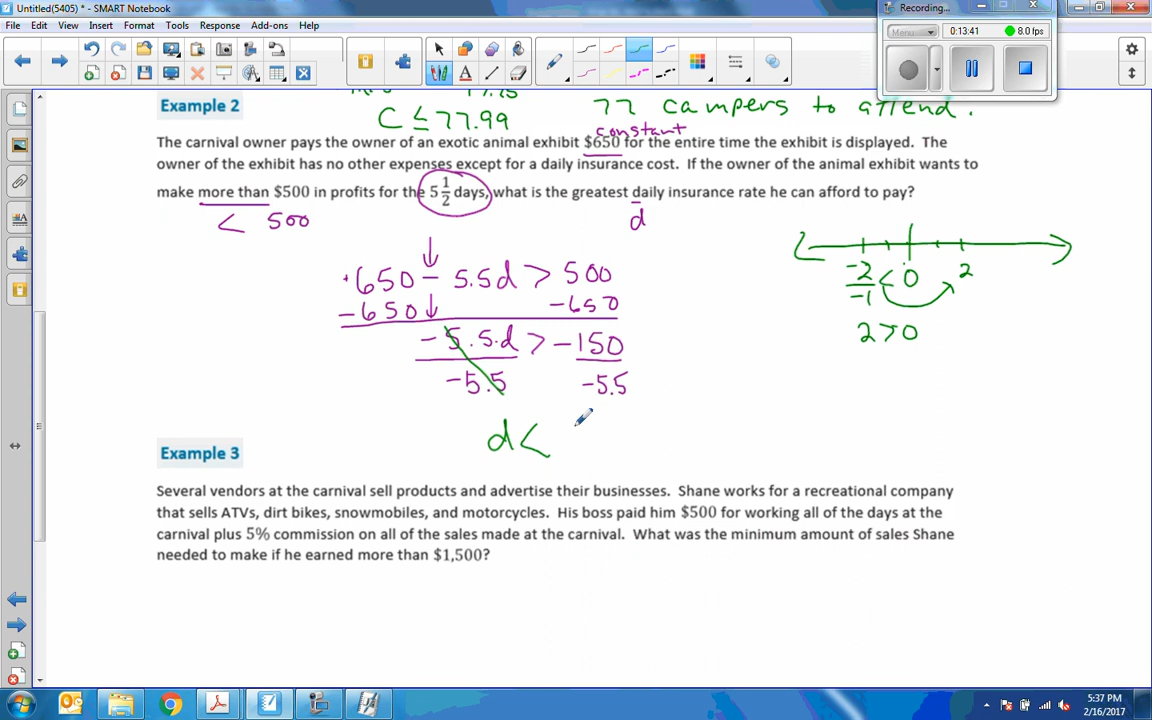 Untitled(5405) * - SMART Notebook
Recording...
File Edit View Insert Format Tools Response Add-ons Help
Menu
0:13:41
8.0 fps
Example 2
C ≤ 77.99
77 campers to attend.
constant
The carnival owner pays the owner of an exotic animal exhibit $650 for the entire time the exhibit is displayed. The
owner of the exhibit has no other expenses except for a daily insurance cost. If the owner of the animal exhibit wants to
make more than $500 in profits for the 5 1/2 days, what is the greatest daily insurance rate he can afford to pay?
< 500
d
+650 - 5.5d > 500
-650 -650
-5.5.d > -150
-5.5 -5.5
d <
-2 < 0 2
-1
2 > 0
Example 3
Several vendors at the carnival sell products and advertise their businesses. Shane works for a recreational company
that sells ATVs, dirt bikes, snowmobiles, and motorcycles. His boss paid him $500 for working all of the days at the
carnival plus 5% commission on all of the sales made at the carnival. What was the minimum amount of sales Shane
needed to make if he earned more than $1,500?
5:37 PM
2/16/2017